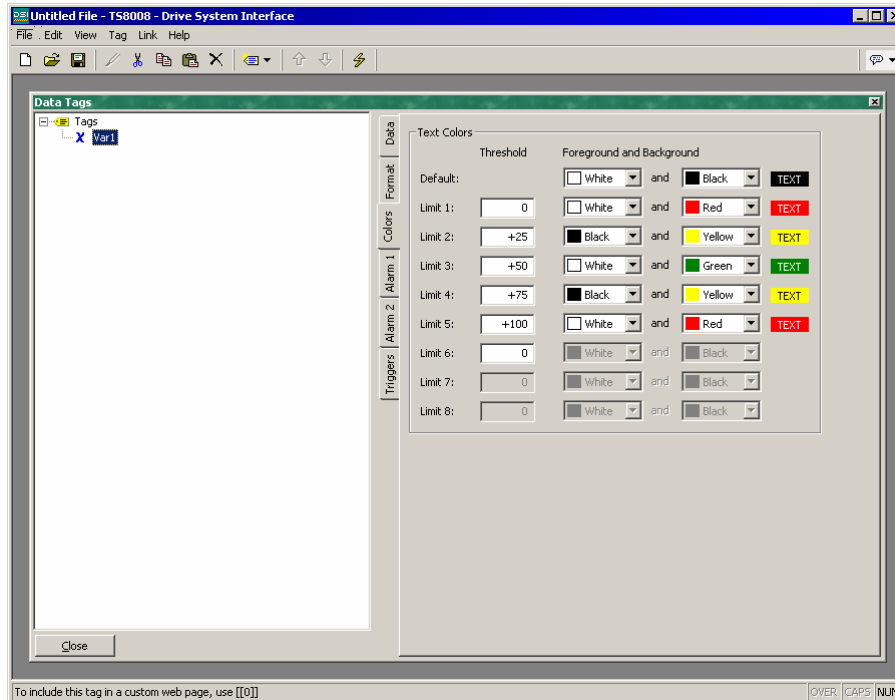 DSI Untitled File - TS8008 - Drive System Interface
File Edit View Tag Link Help
Data Tags
Tags
Var1
Data
Format
Colors
Alarm 1
Alarm 2
Triggers
Text Colors
Threshold Foreground and Background
Default: White and Black TEXT
Limit 1: 0 White and Red TEXT
Limit 2: +25 Black and Yellow TEXT
Limit 3: +50 White and Green TEXT
Limit 4: +75 Black and Yellow TEXT
Limit 5: +100 White and Red TEXT
Limit 6: 0 White and Black
Limit 7: 0 White and Black
Limit 8: 0 White and Black
Close
To include this tag in a custom web page, use [[0]] OVER CAPS NUM